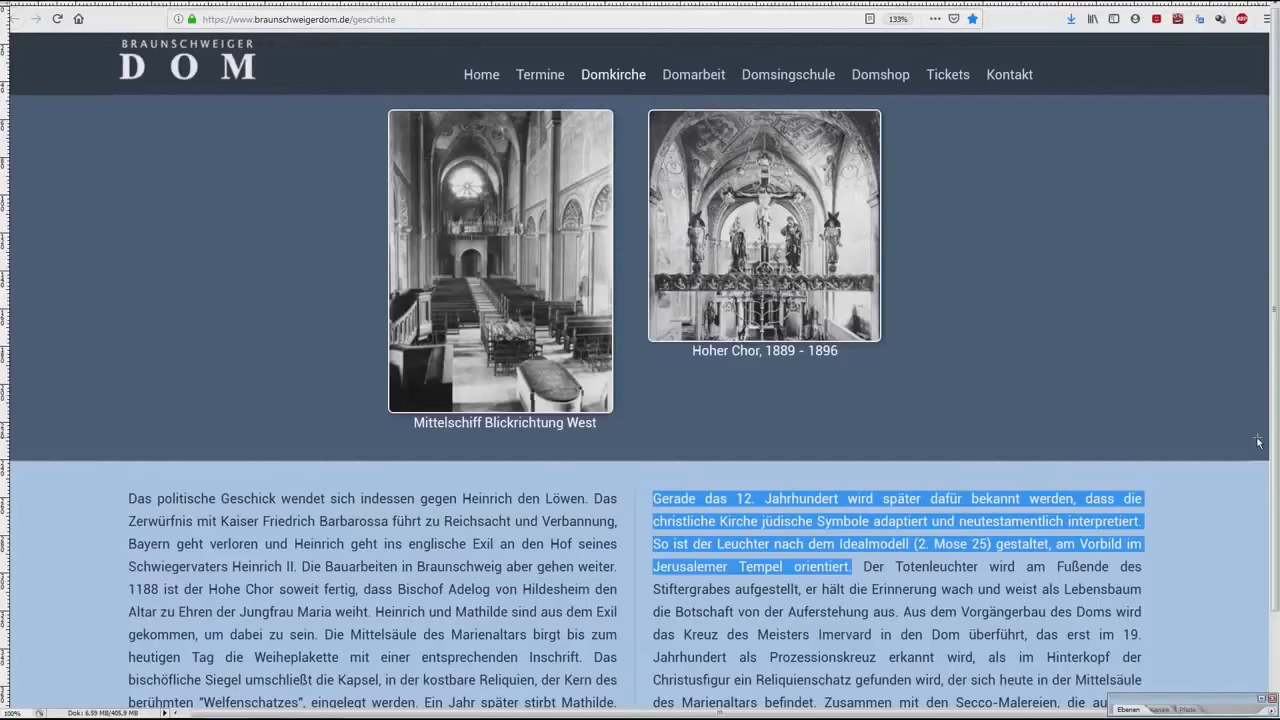 https://www.braunschweigerdom.de/geschichte
133%
BRAUNSCHWEIGER
DOM
Home Termine Domkirche Domarbeit Domsingschule Domshop Tickets Kontakt
Mittelschiff Blickrichtung West
Hoher Chor, 1889 - 1896
Das politische Geschick wendet sich indessen gegen Heinrich den Löwen. Das
Zerwürfnis mit Kaiser Friedrich Barbarossa führt zu Reichsacht und Verbannung,
Bayern geht verloren und Heinrich geht ins englische Exil an den Hof seines
Schwiegervaters Heinrich II. Die Bauarbeiten in Braunschweig aber gehen weiter.
1188 ist der Hohe Chor soweit fertig, dass Bischof Adelog von Hildesheim den
Altar zu Ehren der Jungfrau Maria weiht. Heinrich und Mathilde sind aus dem Exil
gekommen, um dabei zu sein. Die Mittelsäule des Marienaltars birgt bis zum
heutigen Tag die Weiheplakette mit einer entsprechenden Inschrift. Das
bischöfliche Siegel umschließt die Kapsel, in der kostbare Reliquien, der Kern des
berühmten "Welfenschatzes", eingelegt werden. Ein Jahr später stirbt Mathilde.
Gerade das 12. Jahrhundert wird später dafür bekannt werden, dass die
christliche Kirche jüdische Symbole adaptiert und neutestamentlich interpretiert.
So ist der Leuchter nach dem Idealmodell (2. Mose 25) gestaltet, am Vorbild im
Jerusalemer Tempel orientiert. Der Totenleuchter wird am Fußende des
Stiftergrabes aufgestellt, er hält die Erinnerung wach und weist als Lebensbaum
die Botschaft von der Auferstehung aus. Aus dem Vorgängerbau des Doms wird
das Kreuz des Meisters Imervard in den Dom überführt, das erst im 19.
Jahrhundert als Prozessionskreuz erkannt wird, als im Hinterkopf der
Christusfigur ein Reliquienschatz gefunden wird, der sich heute in der Mittelsäule
des Marienaltars befindet. Zusammen mit den Secco-Malereien, die au
Ebenen Kanäle Pfade
100% Dok: 6,59 MB/405,9 MB